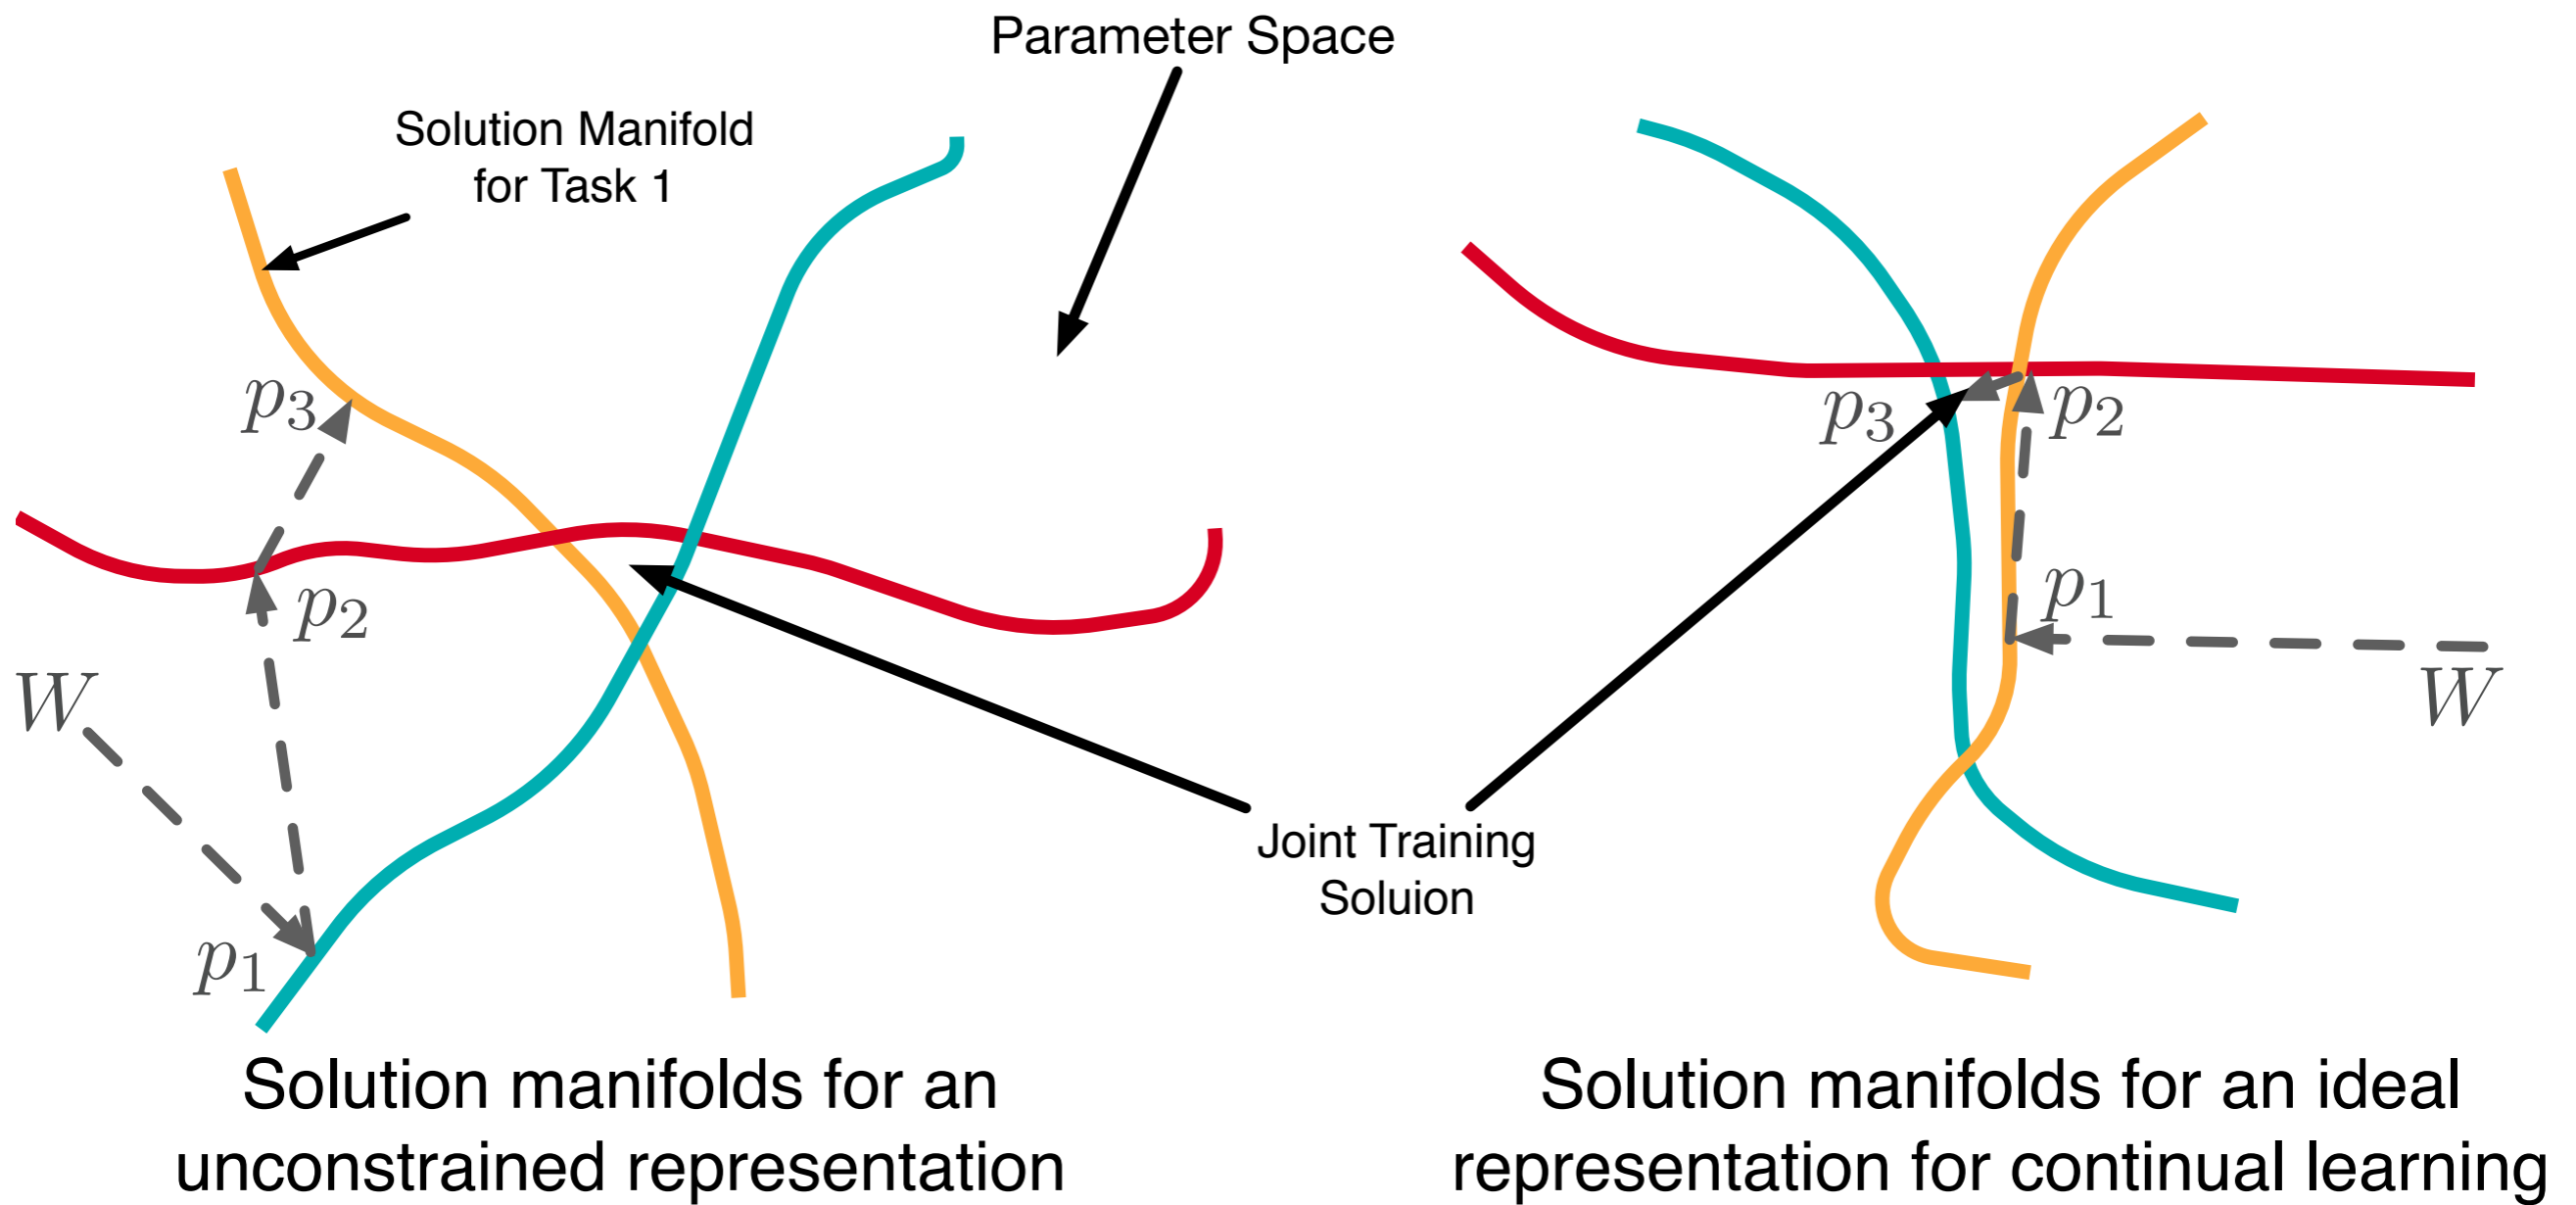 Parameter Space
Solution Manifold
for Task 1
p3
p2
W
p1
p3
p2
p1
W
Joint Training
Soluion
Solution manifolds for an
unconstrained representation
Solution manifolds for an ideal
representation for continual learning